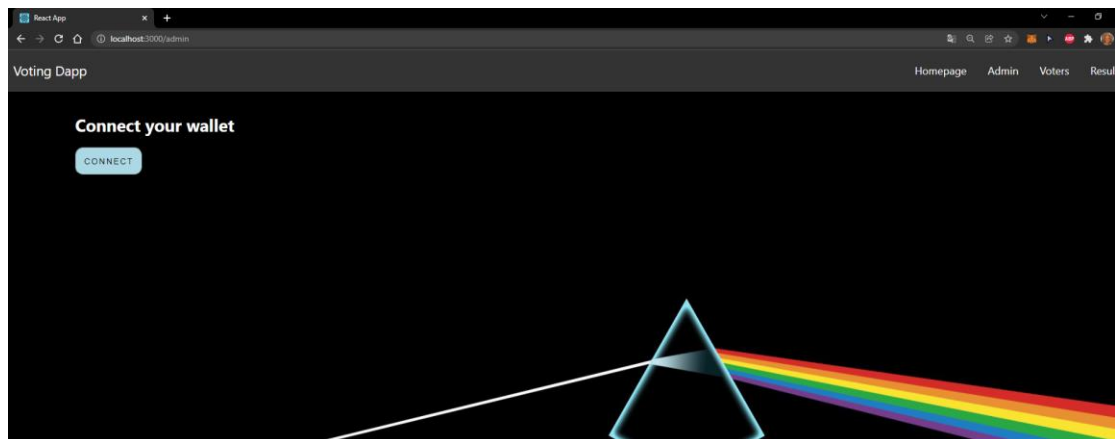 React App
localhost:3000/admin
Voting Dapp
Homepage Admin Voters Resul
Connect your wallet
CONNECT